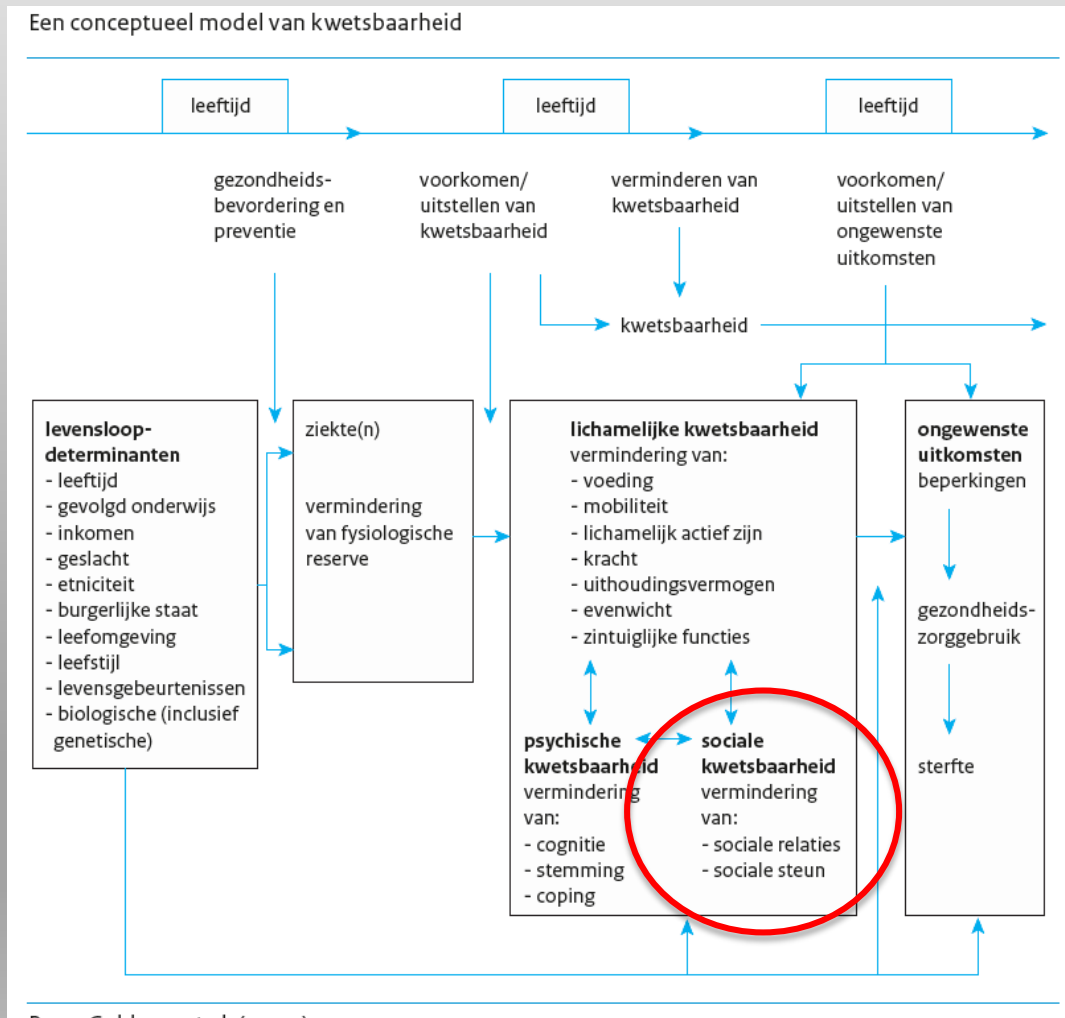 Een conceptueel model van kwetsbaarheid
leeftijd
leeftijd
leeftijd
gezondheids-
bevordering en
preventie
voorkomen/
uitstellen van
kwetsbaarheid
verminderen van
kwetsbaarheid
voorkomen/
uitstellen van
ongewenste
uitkomsten
kwetsbaarheid
levensloop-
determinanten
- leeftijd
- gevolgd onderwijs
- inkomen
- geslacht
- etniciteit
- burgerlijke staat
- leefomgeving
- leefstijl
- levensgebeurtenissen
- biologische (inclusief
genetische)
ziekte(n)
vermindering
van fysiologische
reserve
lichamelijke kwetsbaarheid
vermindering van:
- voeding
- mobiliteit
- lichamelijk actief zijn
- kracht
- uithoudingsvermogen
- evenwicht
- zintuiglijke functies
psychische
kwetsbaarheid
vermindering
van:
- cognitie
- stemming
- coping
sociale
kwetsbaarheid
vermindering
van:
- sociale relaties
- sociale steun
ongewenste
uitkomsten
beperkingen
gezondheids-
zorggebruik
sterfte